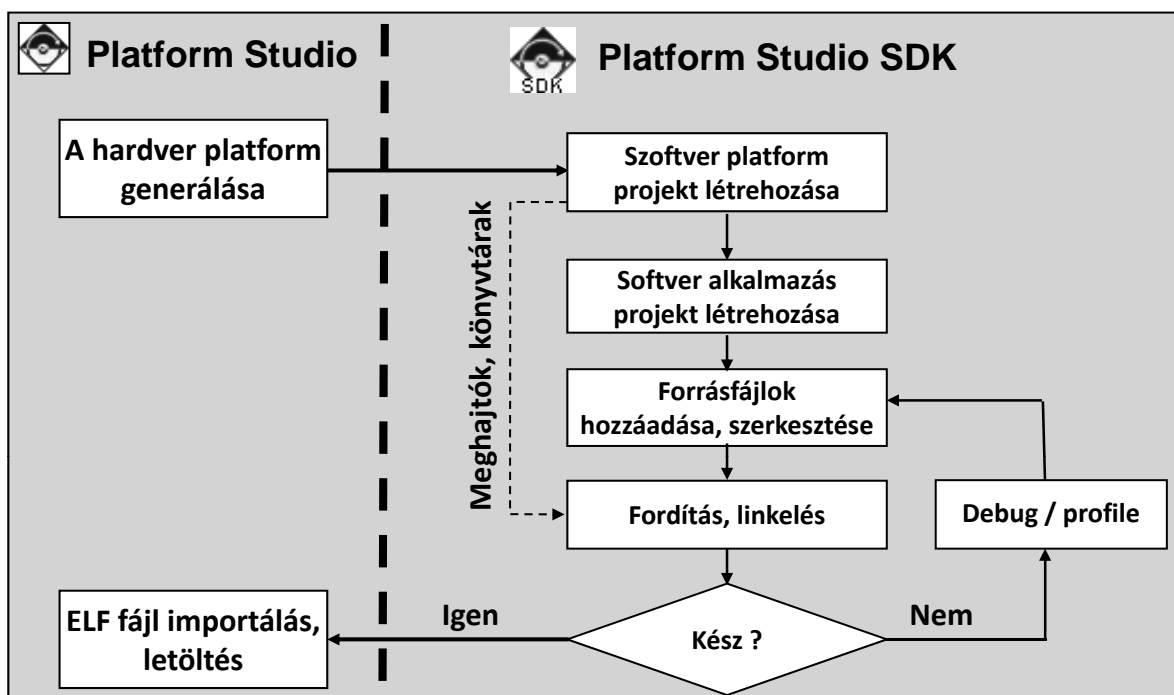 Platform Studio
Platform Studio SDK
SDK
A hardver platform
generálása
Szoftver platform
projekt létrehozása
Meghajtók, könyvtárak
Softver alkalmazás
projekt létrehozása
Forrásfájlok
hozzáadása, szerkesztése
Fordítás, linkelés
Debug / profile
ELF fájl importálás,
letöltés
Igen
Kész ?
Nem